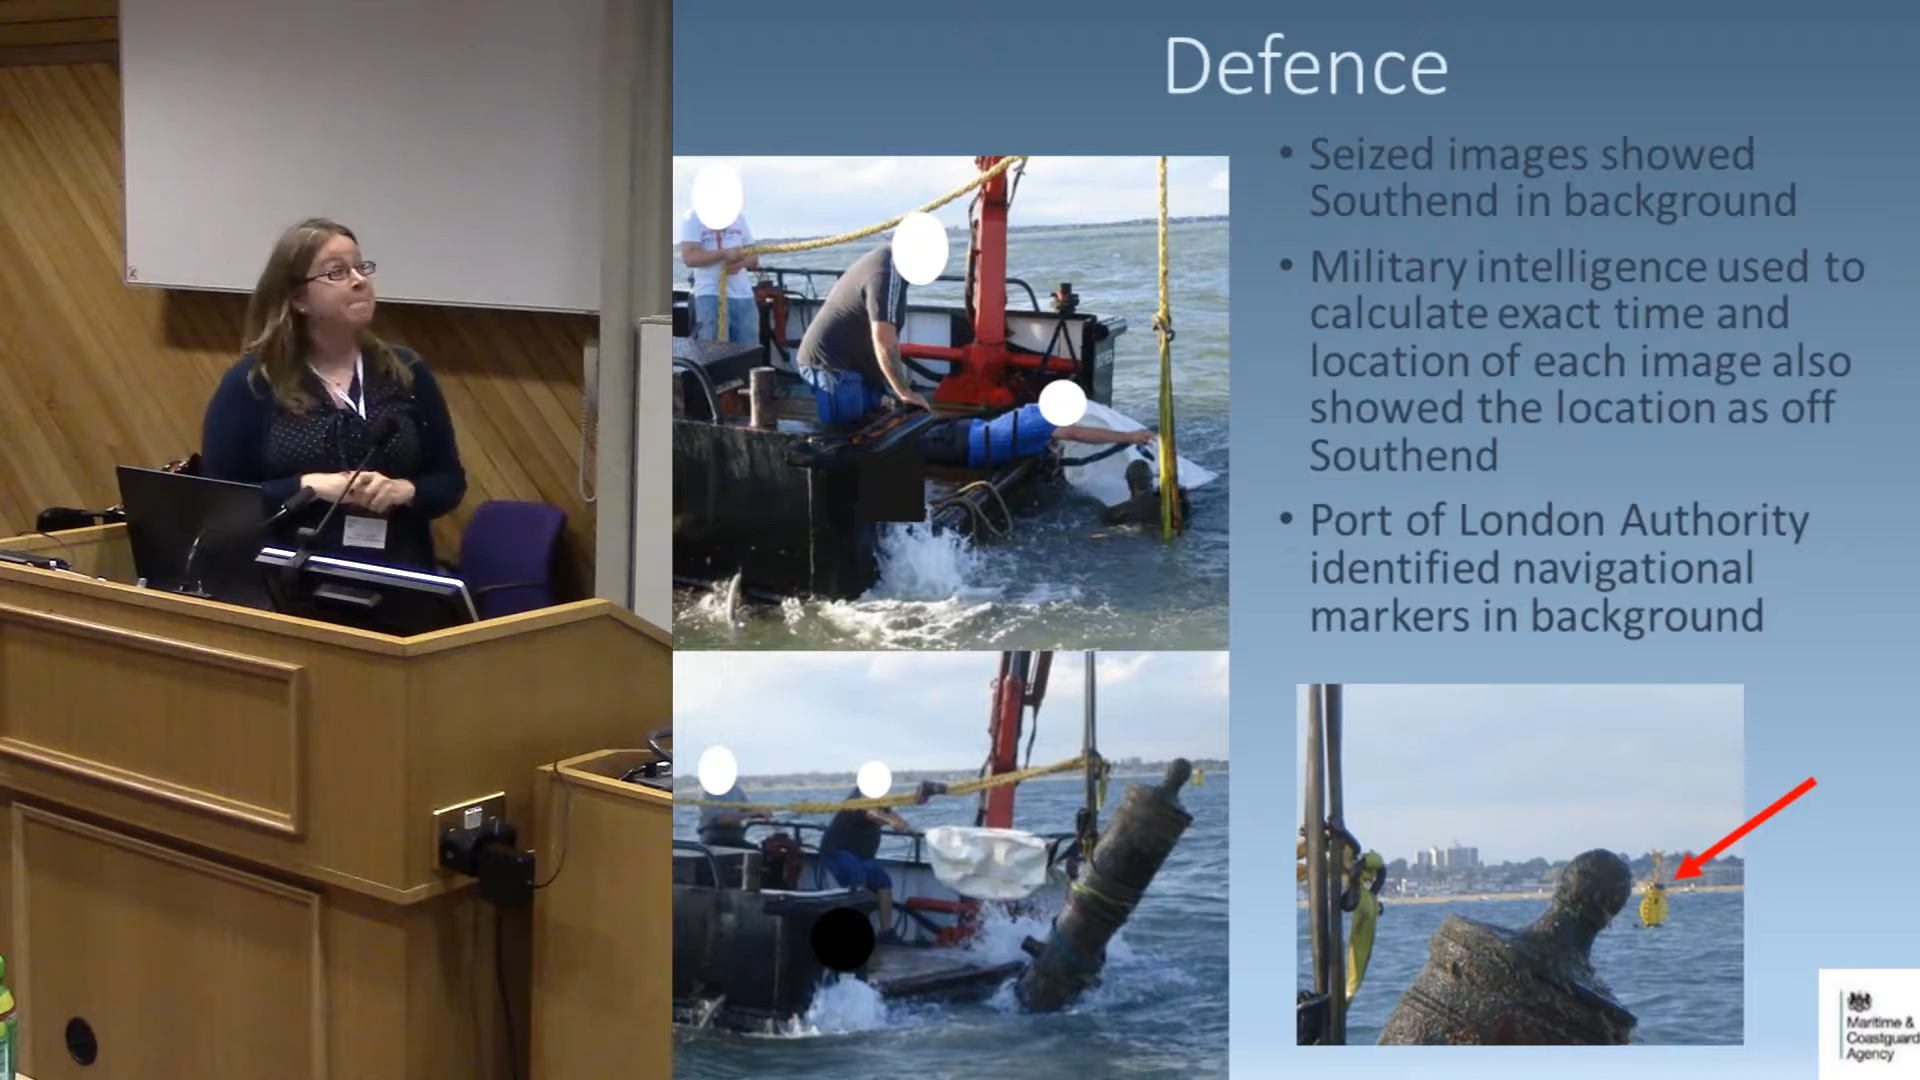 Defence
• Seized images showed
Southend in background
• Military intelligence used to
calculate exact time and
location of each image also
showed the location as off
Southend
• Port of London Authority
identified navigational
markers in background
Maritime &
Coastguard
Agency